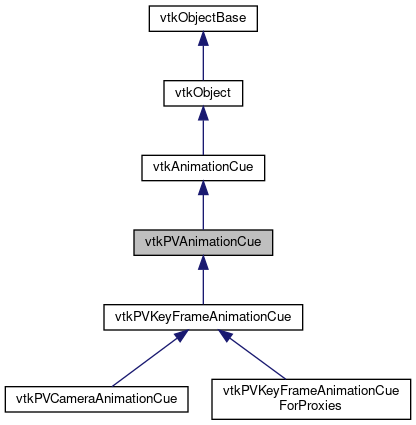 vtkObjectBase
vtkObject
vtkAnimationCue
vtkPVAnimationCue
vtkPVKeyFrameAnimationCue
vtkPVCameraAnimationCue
vtkPVKeyFrameAnimationCue
ForProxies